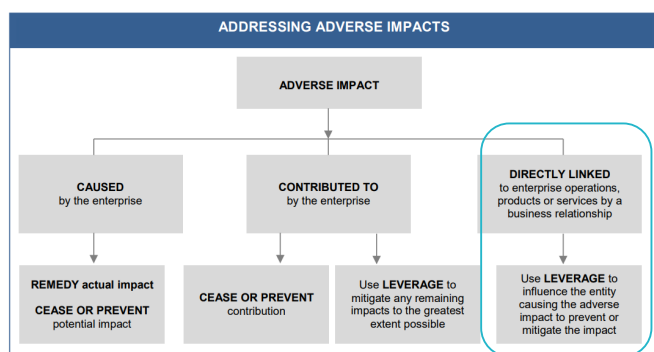 ADDRESSING ADVERSE IMPACTS
ADVERSE IMPACT
CAUSED
by the enterprise
CONTRIBUTED TO
by the enterprise
DIRECTLY LINKED
to enterprise operations,
products or services by a
business relationship
REMEDY actual impact
CEASE OR PREVENT
potential impact
CEASE OR PREVENT
contribution
Use LEVERAGE to
mitigate any remaining
impacts to the greatest
extent possible
Use LEVERAGE to
influence the entity
causing the adverse
impact to prevent or
mitigate the impact